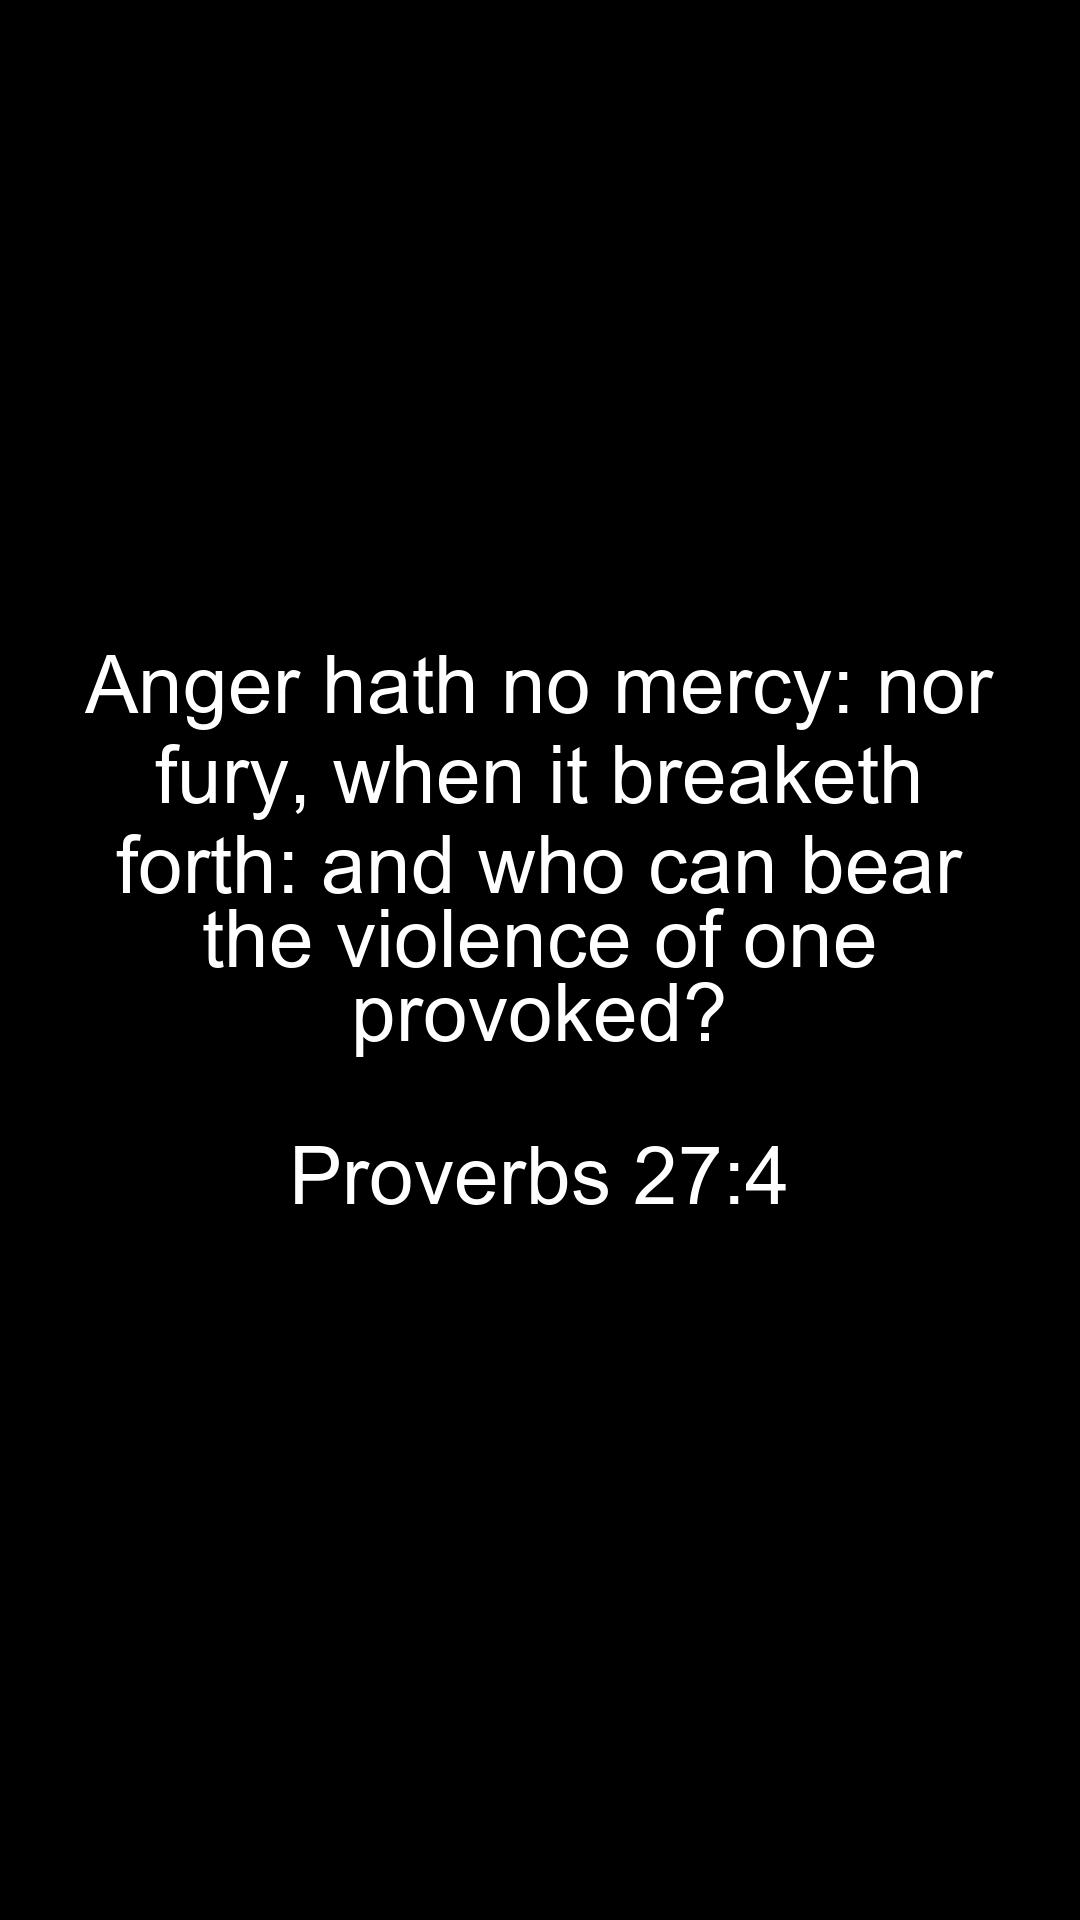 Anger hath no mercy: nor
fury, when it breaketh
forth: and who can bear
the violence of one
provoked?
Proverbs 27:4